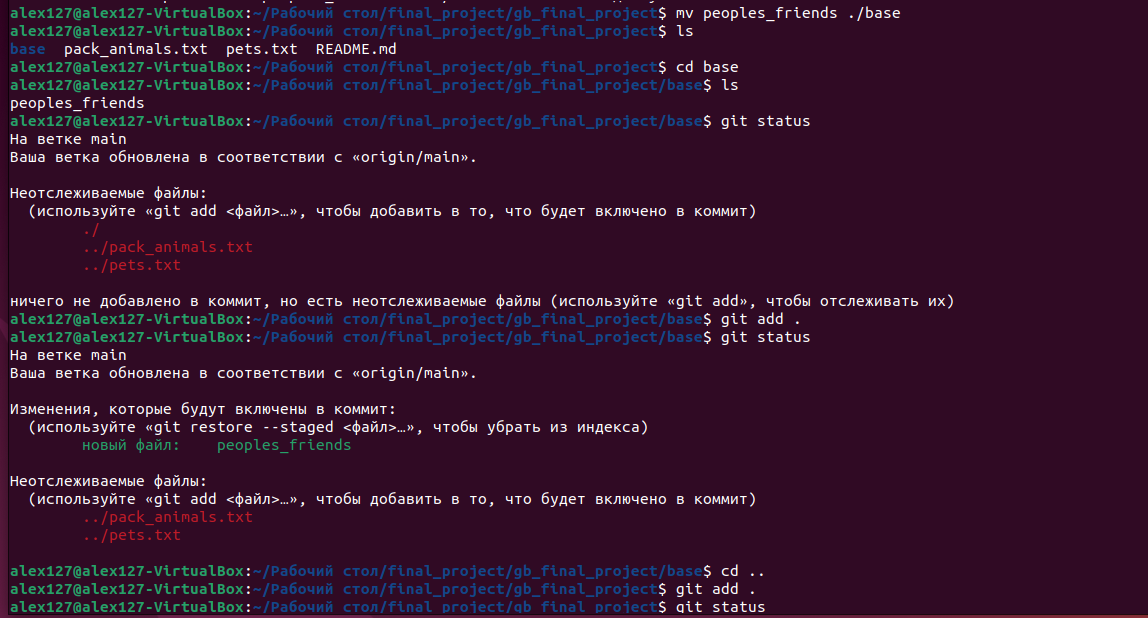 alex127@alex127-VirtualBox:~/Рабочий стол/final_project/gb_final_project$ mv peoples_friends ./base
alex127@alex127-VirtualBox:~/Рабочий стол/final_project/gb_final_project$ ls
base  pack_animals.txt  pets.txt  README.md
alex127@alex127-VirtualBox:~/Рабочий стол/final_project/gb_final_project$ cd base
alex127@alex127-VirtualBox:~/Рабочий стол/final_project/gb_final_project/base$ ls
peoples_friends
alex127@alex127-VirtualBox:~/Рабочий стол/final_project/gb_final_project/base$ git status
На ветке main
Ваша ветка обновлена в соответствии с «origin/main».
Неотслеживаемые файлы:
  (используйте «git add <файл>…», чтобы добавить в то, что будет включено в коммит)
        ./
        ../pack_animals.txt
        ../pets.txt
ничего не добавлено в коммит, но есть неотслеживаемые файлы (используйте «git add», чтобы отслеживать их)
alex127@alex127-VirtualBox:~/Рабочий стол/final_project/gb_final_project/base$ git add .
alex127@alex127-VirtualBox:~/Рабочий стол/final_project/gb_final_project/base$ git status
На ветке main
Ваша ветка обновлена в соответствии с «origin/main».
Изменения, которые будут включены в коммит:
  (используйте «git restore --staged <файл>…», чтобы убрать из индекса)
        новый файл:    peoples_friends
Неотслеживаемые файлы:
  (используйте «git add <файл>…», чтобы добавить в то, что будет включено в коммит)
        ../pack_animals.txt
        ../pets.txt
alex127@alex127-VirtualBox:~/Рабочий стол/final_project/gb_final_project/base$ cd ..
alex127@alex127-VirtualBox:~/Рабочий стол/final_project/gb_final_project$ git add .
alex127@alex127-VirtualBox:~/Рабочий стол/final_project/gb_final_project$ git status